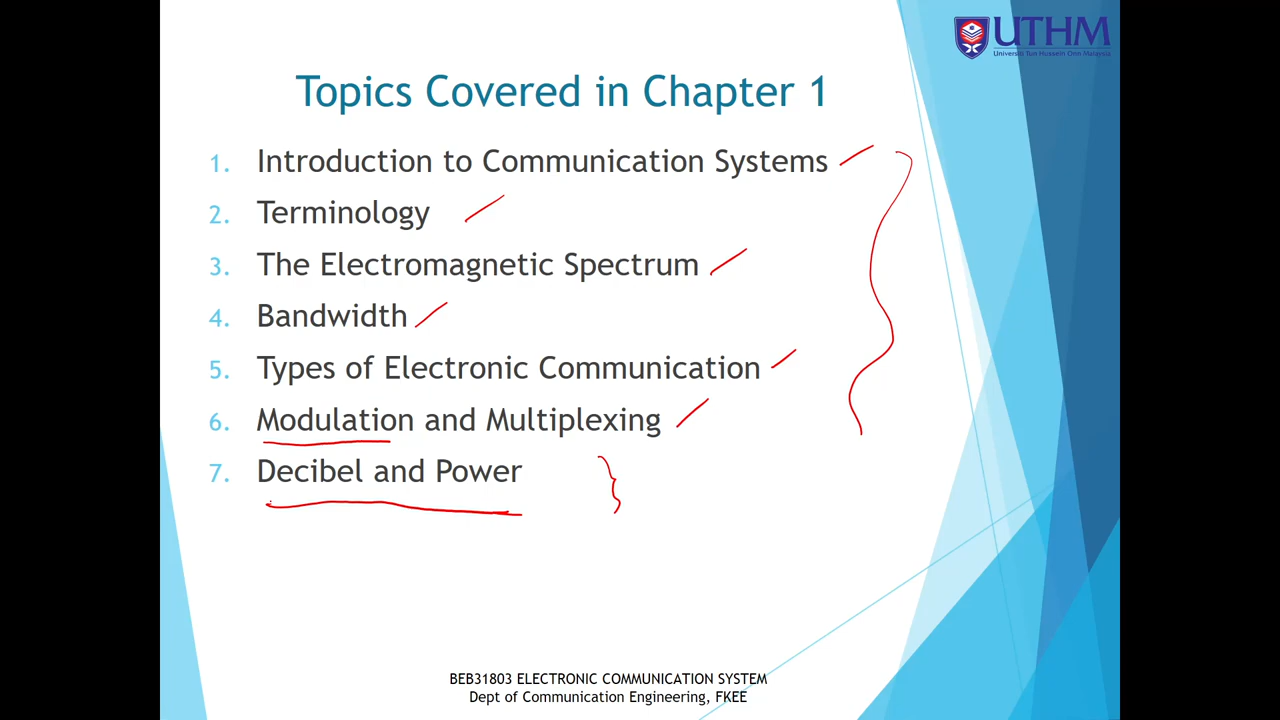 UTHM
Universiti Tun Hussein Onn Malaysia
Topics Covered in Chapter 1
1. Introduction to Communication Systems
2. Terminology
3. The Electromagnetic Spectrum
4. Bandwidth
5. Types of Electronic Communication
6. Modulation and Multiplexing
7. Decibel and Power
BEB31803 ELECTRONIC COMMUNICATION SYSTEM
Dept of Communication Engineering, FKEE